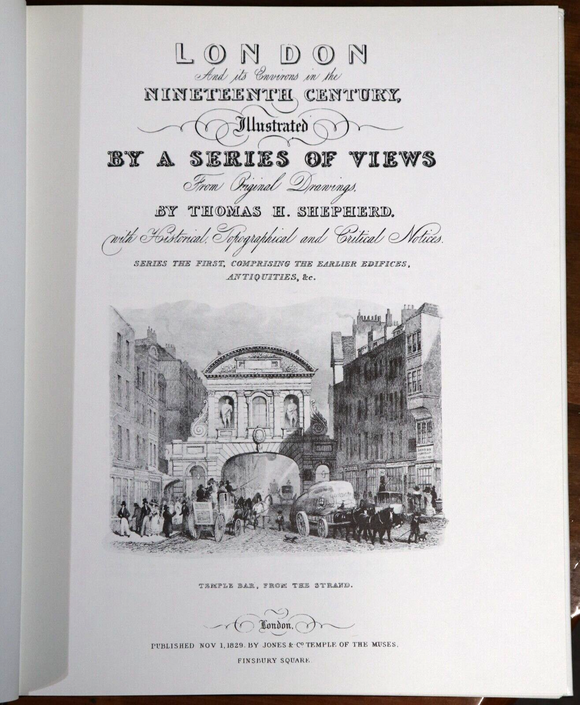 LONDON
And its Environs in the
NINETEENTH CENTURY,
Illustrated
BY A SERIES OF VIEWS
From Original Drawings,
BY THOMAS H. SHEPHERD.
with Historical, Topographical and Critical Notices.
SERIES THE FIRST, COMPRISING THE EARLIER EDIFICES,
ANTIQUITIES, &c.
TEMPLE BAR, FROM THE STRAND.
London,
PUBLISHED NOV 1, 1829. BY JONES & Co TEMPLE OF THE MUSES,
FINSBURY SQUARE